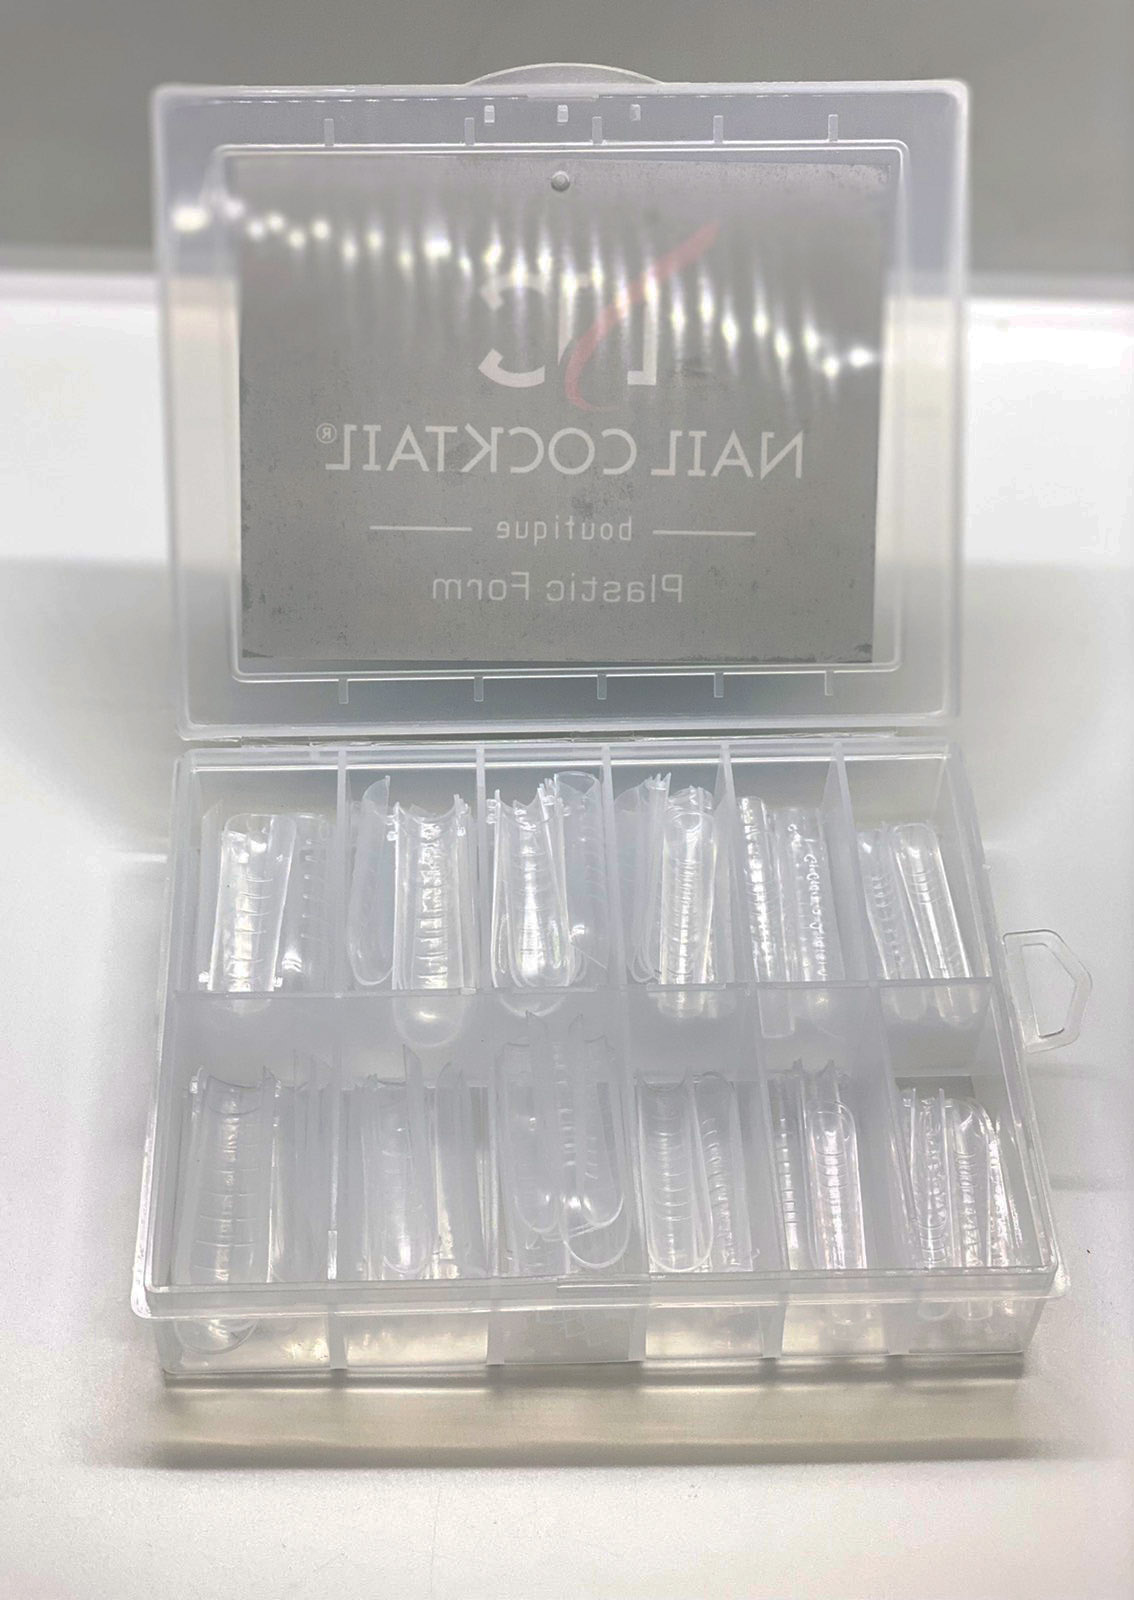 NAIL COCKTAIL®
boutique
Plastic Form